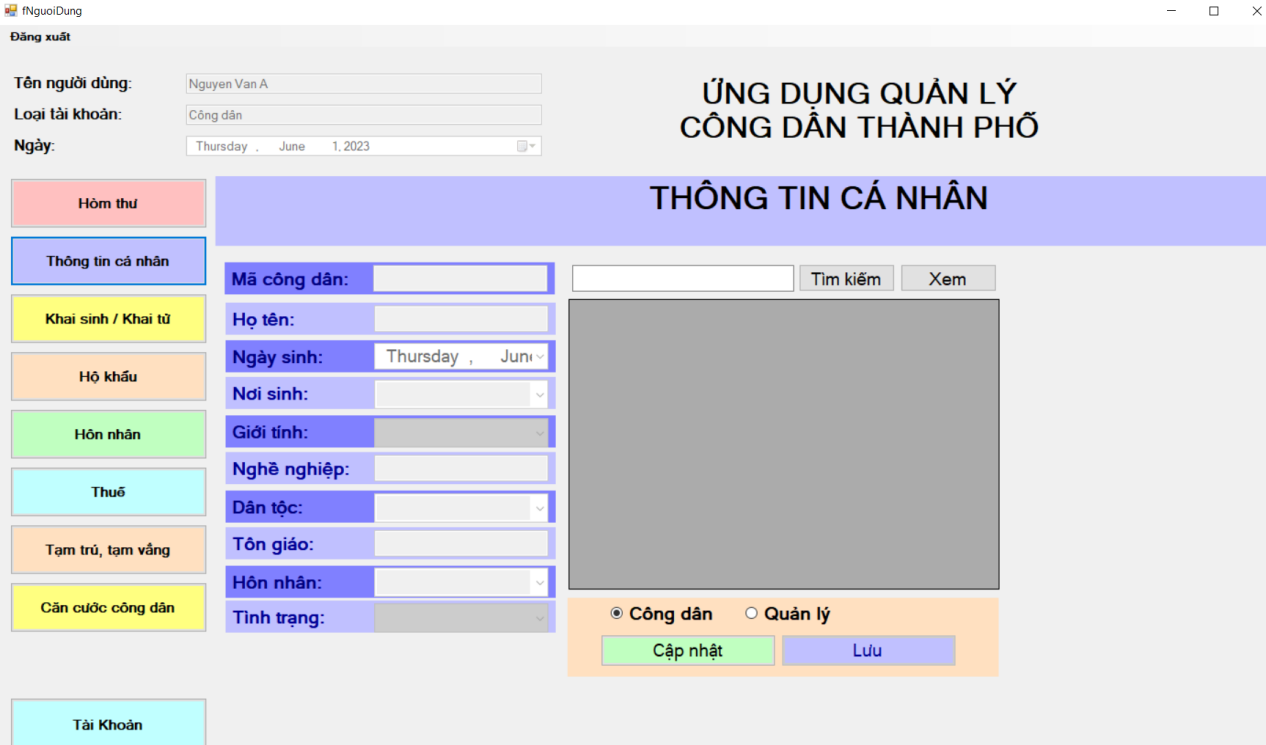 fNguoiDung
Đăng xuất
Tên người dùng: Nguyen Van A
Loại tài khoản: Công dân
Ngày: Thursday , June 1, 2023
ỨNG DỤNG QUẢN LÝ
CÔNG DÂN THÀNH PHỐ
Hòm thư
Thông tin cá nhân
Khai sinh / Khai tử
Hộ khẩu
Hôn nhân
Thuế
Tạm trú, tạm vắng
Căn cước công dân
Tài Khoản
THÔNG TIN CÁ NHÂN
Mã công dân:
Họ tên:
Ngày sinh: Thursday , June
Nơi sinh:
Giới tính:
Nghề nghiệp:
Dân tộc:
Tôn giáo:
Hôn nhân:
Tình trạng:
Tìm kiếm Xem
Công dân Quản lý
Cập nhật Lưu